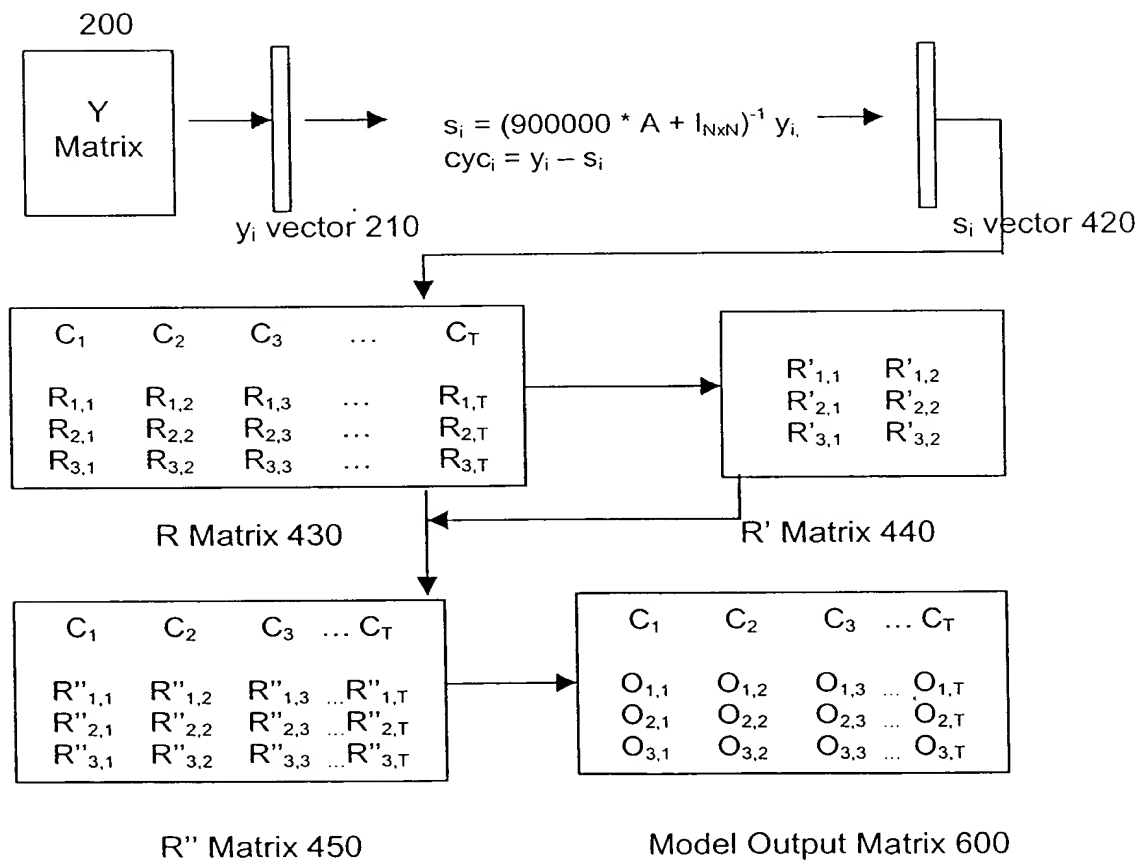 200
Y
Matrix
sᵢ = (900000 * A + I_NxN)⁻¹ yᵢ,
cycᵢ = yᵢ – sᵢ
yᵢ vector 210
sᵢ vector 420
C₁ C₂ C₃ ... C_T
R₁,₁ R₁,₂ R₁,₃ ... R₁,T
R₂,₁ R₂,₂ R₂,₃ ... R₂,T
R₃,₁ R₃,₂ R₃,₃ ... R₃,T
R'₁,₁ R'₁,₂
R'₂,₁ R'₂,₂
R'₃,₁ R'₃,₂
R Matrix 430
R' Matrix 440
C₁ C₂ C₃ ... C_T
R"₁,₁ R"₁,₂ R"₁,₃ ...R"₁,T
R"₂,₁ R"₂,₂ R"₂,₃ ...R"₂,T
R"₃,₁ R"₃,₂ R"₃,₃ ...R"₃,T
C₁ C₂ C₃ ... C_T
O₁,₁ O₁,₂ O₁,₃ ... O₁,T
O₂,₁ O₂,₂ O₂,₃ ... O₂,T
O₃,₁ O₃,₂ O₃,₃ ... O₃,T
R" Matrix 450
Model Output Matrix 600